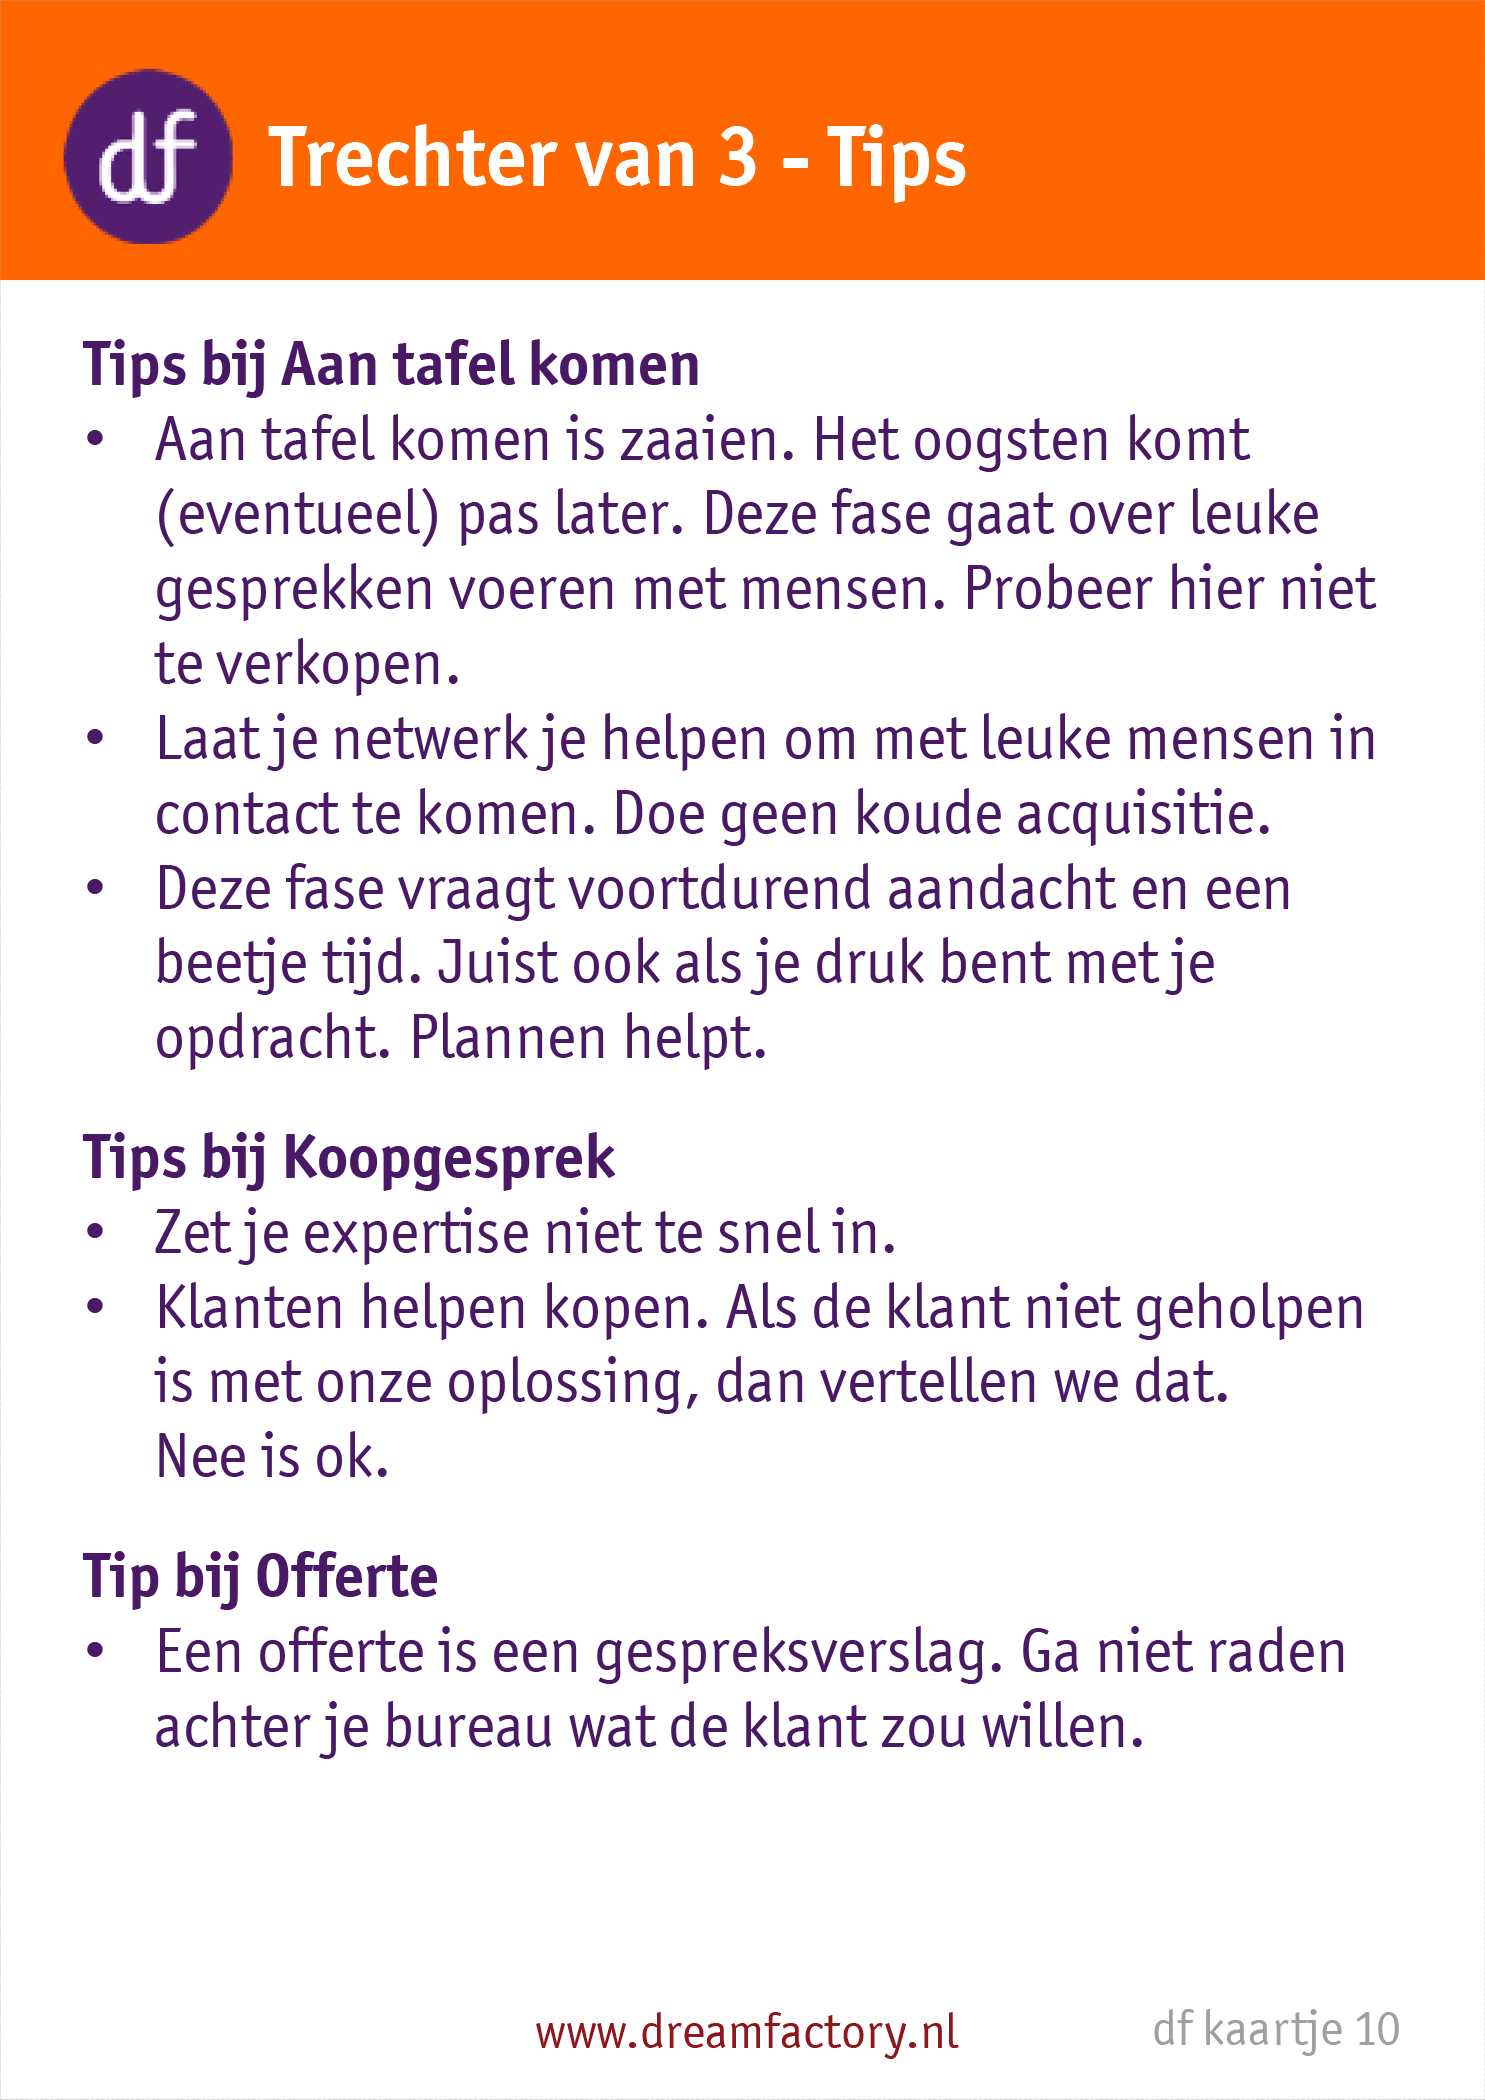 df
Trechter van 3 - Tips
Tips bij Aan tafel komen
• Aan tafel komen is zaaien. Het oogsten komt
(eventueel) pas later. Deze fase gaat over leuke
gesprekken voeren met mensen. Probeer hier niet
te verkopen.
• Laat je netwerk je helpen om met leuke mensen in
contact te komen. Doe geen koude acquisitie.
• Deze fase vraagt voortdurend aandacht en een
beetje tijd. Juist ook als je druk bent met je
opdracht. Plannen helpt.
Tips bij Koopgesprek
• Zet je expertise niet te snel in.
• Klanten helpen kopen. Als de klant niet geholpen
is met onze oplossing, dan vertellen we dat.
Nee is ok.
Tip bij Offerte
• Een offerte is een gespreksverslag. Ga niet raden
achter je bureau wat de klant zou willen.
www.dreamfactory.nl
df kaartje 10